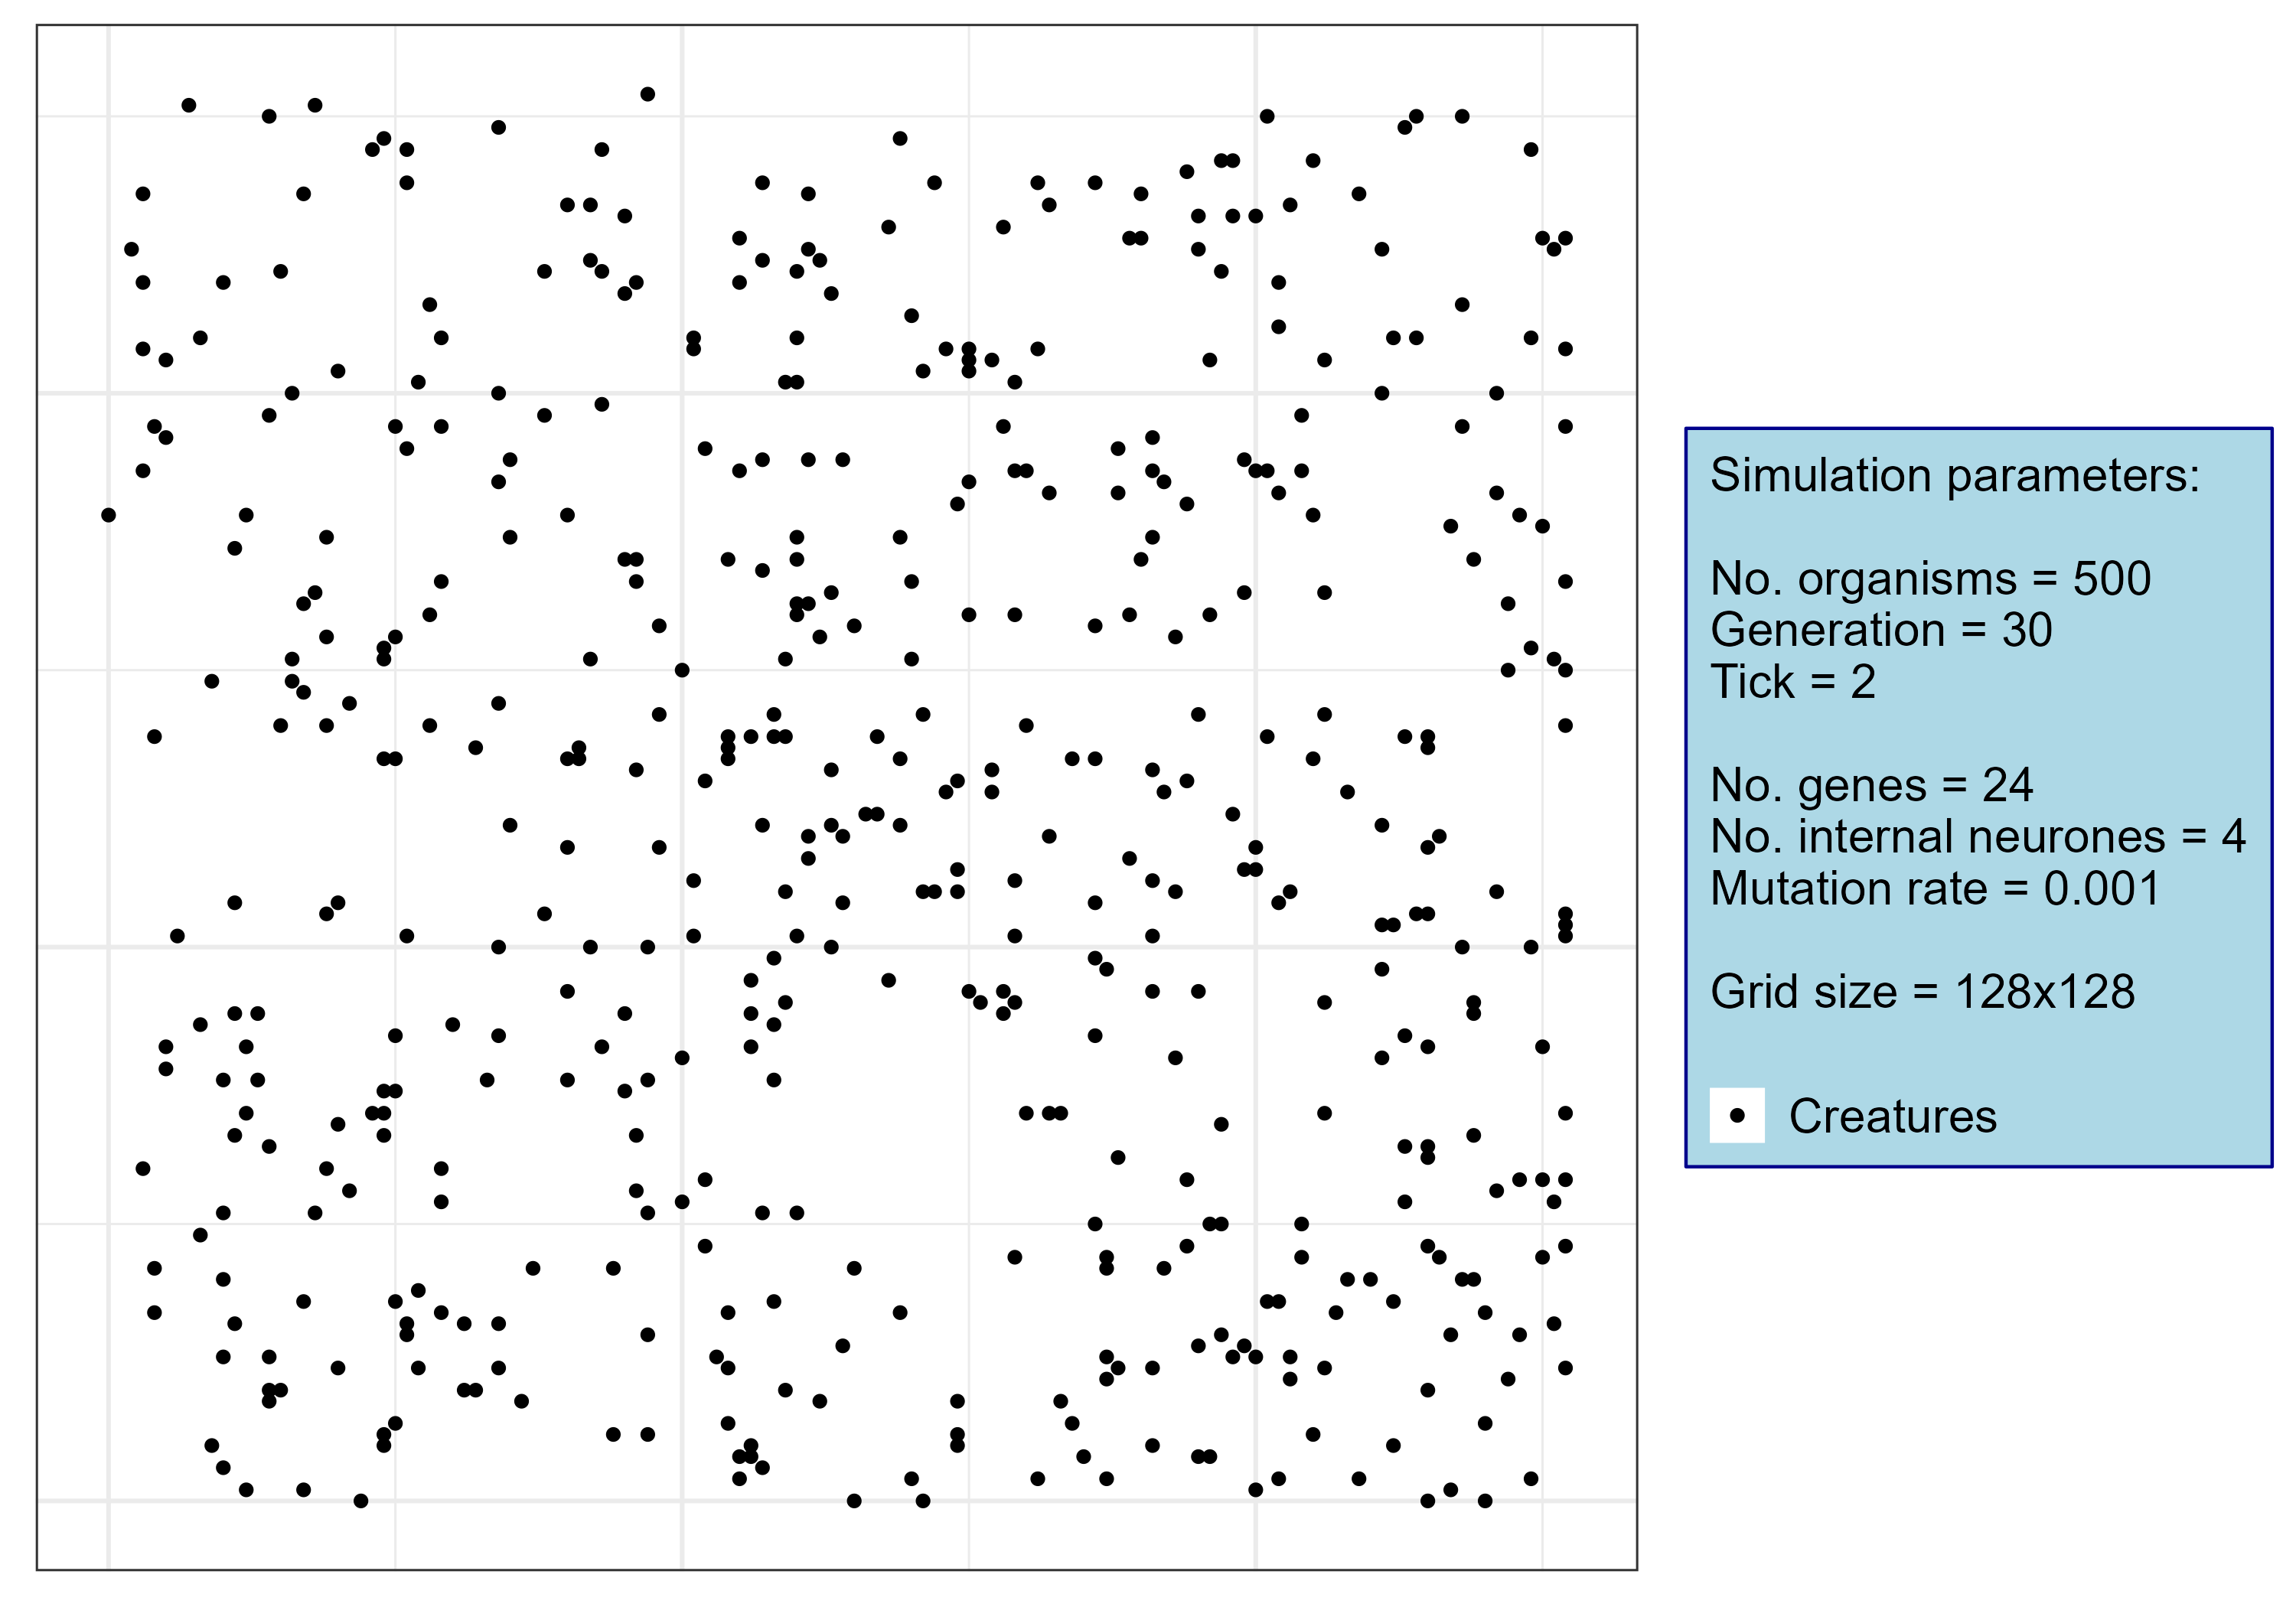 Simulation parameters:
No. organisms = 500
Generation = 30
Tick = 2
No. genes = 24
No. internal neurones = 4
Mutation rate = 0.001
Grid size = 128x128
Creatures